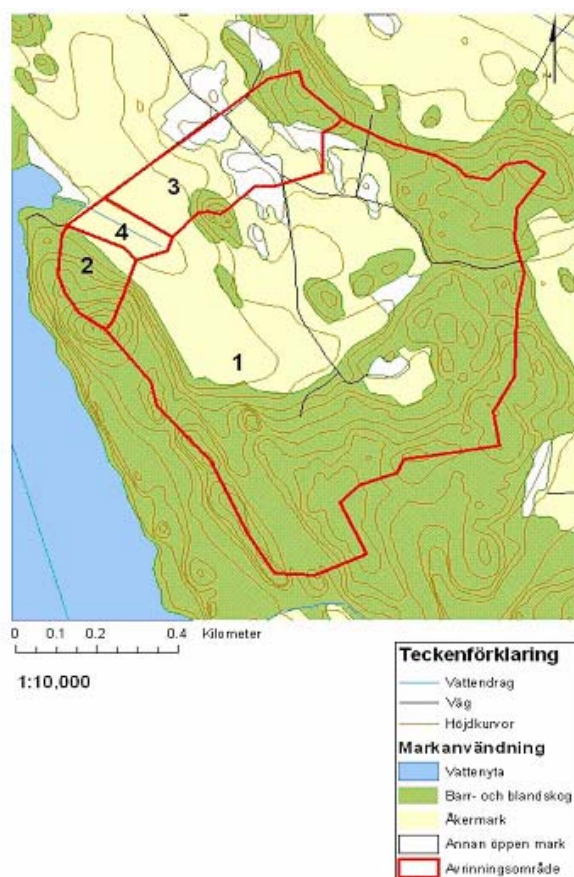 3
4
2
1
0 0.1 0.2 0.4 Kilometer
1:10,000
Teckenförklaring
Vattendrag
Väg
Höjdkurvor
Markanvändning
Vattenyta
Barr- och blandskog
Åkermark
Annan öppen mark
Avrinningsområde